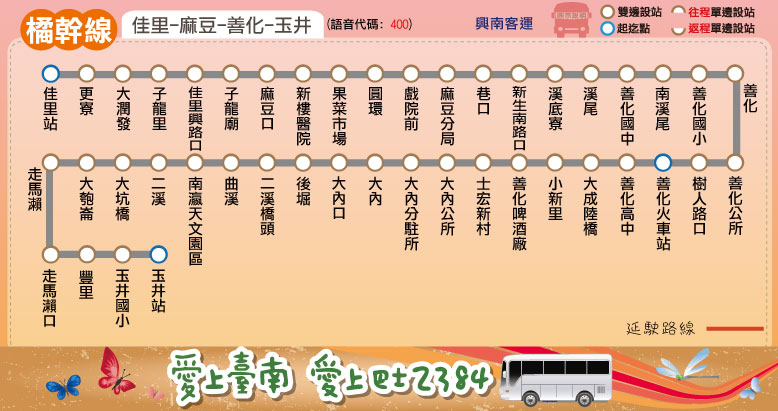 橘幹線
佳里-麻豆-善化-玉井
(語音代碼: 400)
興南客運
雙邊設站
起迄點
往程單邊設站
返程單邊設站
佳里站
更寮
大潤發
子龍里
佳里興路口
子龍廟
麻豆口
新樓醫院
果菜市場
圓環
戲院前
麻豆分局
巷口
新生南路口
溪底寮
溪尾
善化國中
南溪尾
善化國小
善化
走馬瀨
大匏崙
大坑橋
二溪
南瀛天文園區
曲溪
二溪橋頭
後堀
大內口
大內
大內分駐所
大內公所
士宏新村
善化啤酒廠
小新里
大成陸橋
善化高中
善化火車站
樹人路口
善化公所
走馬瀨口
豐里
玉井國小
玉井站
延駛路線
愛上臺南 愛上巴士2384